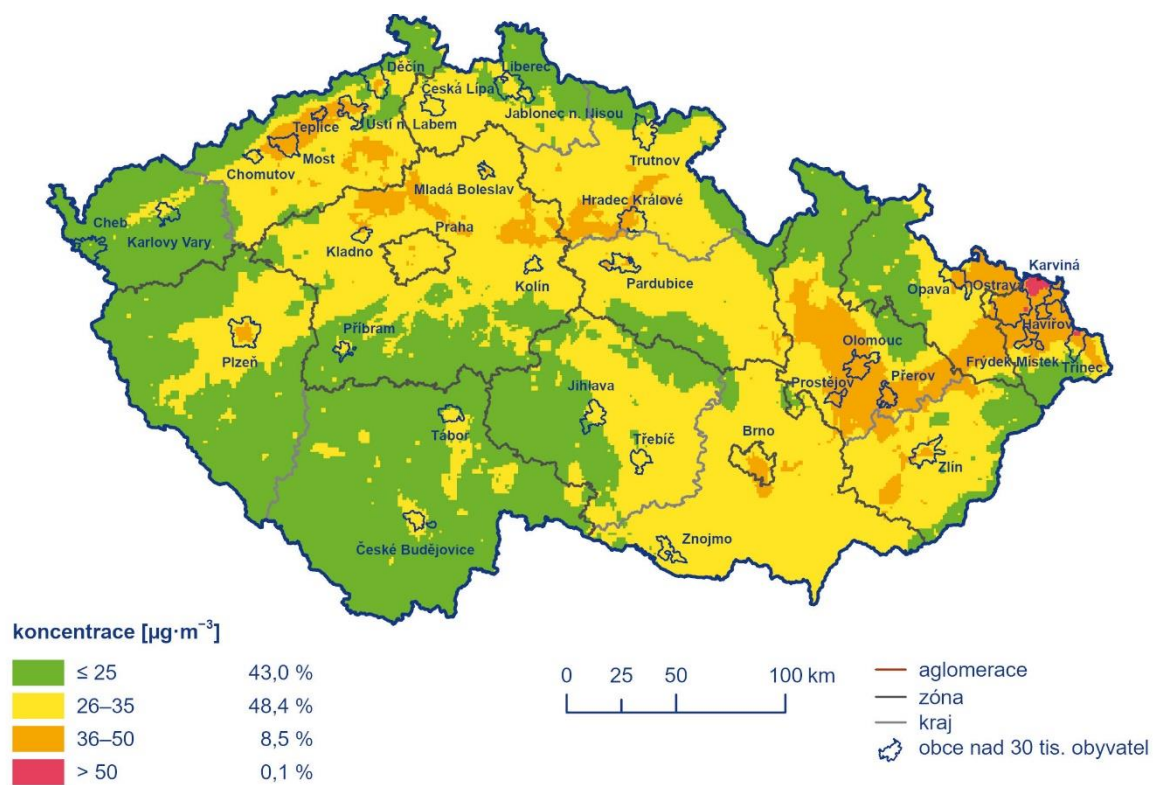 Děčín
Liberec
Česká Lípa
Jablonec n. Nisou
Teplice
Ústí n. Labem
Most
Chomutov
Trutnov
Mladá Boleslav
Hradec Králové
Cheb
Karlovy Vary
Praha
Kladno
Kolín
Pardubice
Karviná
Opava
Ostrava
Havířov
Příbram
Plzeň
Olomouc
Frýdek-Místek
Třinec
Prostějov
Přerov
Jihlava
Tábor
Třebíč
Brno
Zlín
České Budějovice
Znojmo
koncentrace [µg·m⁻³]
≤ 25 43,0 %
26–35 48,4 %
36–50 8,5 %
> 50 0,1 %
0 25 50 100 km
aglomerace
zóna
kraj
obce nad 30 tis. obyvatel